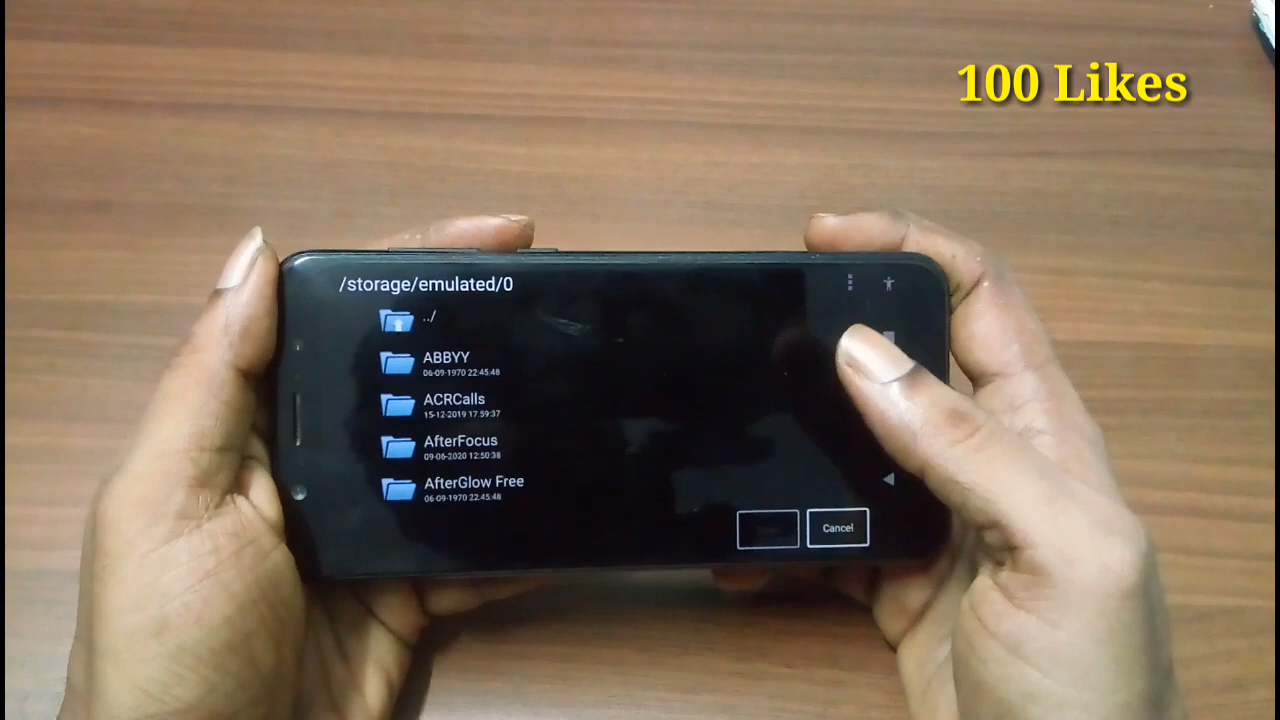 100 Likes
/storage/emulated/0
../
ABBYY
06-09-1970 22:45:48
ACRCalls
15-12-2019 17:59:37
AfterFocus
09-06-2020 12:50:38
AfterGlow Free
06-09-1970 22:45:48
Cancel